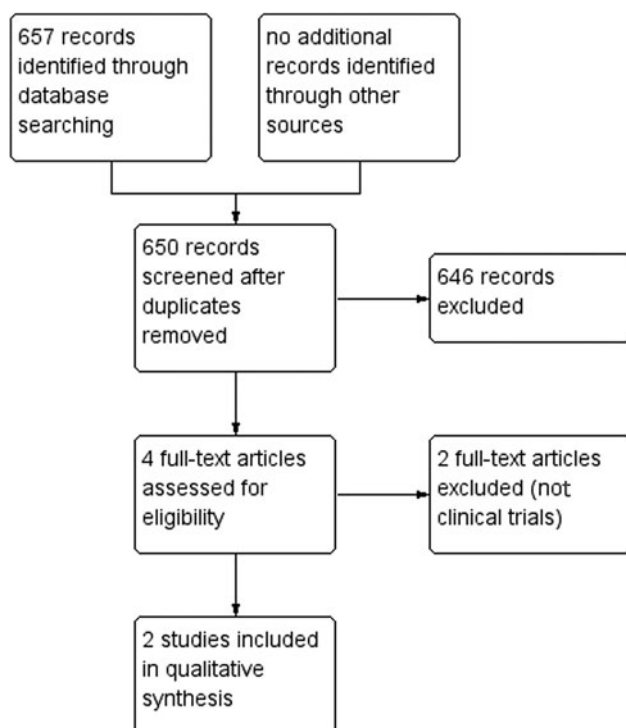 657 records
identified through
database
searching
no additional
records identified
through other
sources
650 records
screened after
duplicates
removed
646 records
excluded
4 full-text articles
assessed for
eligibility
2 full-text articles
excluded (not
clinical trials)
2 studies included
in qualitative
synthesis